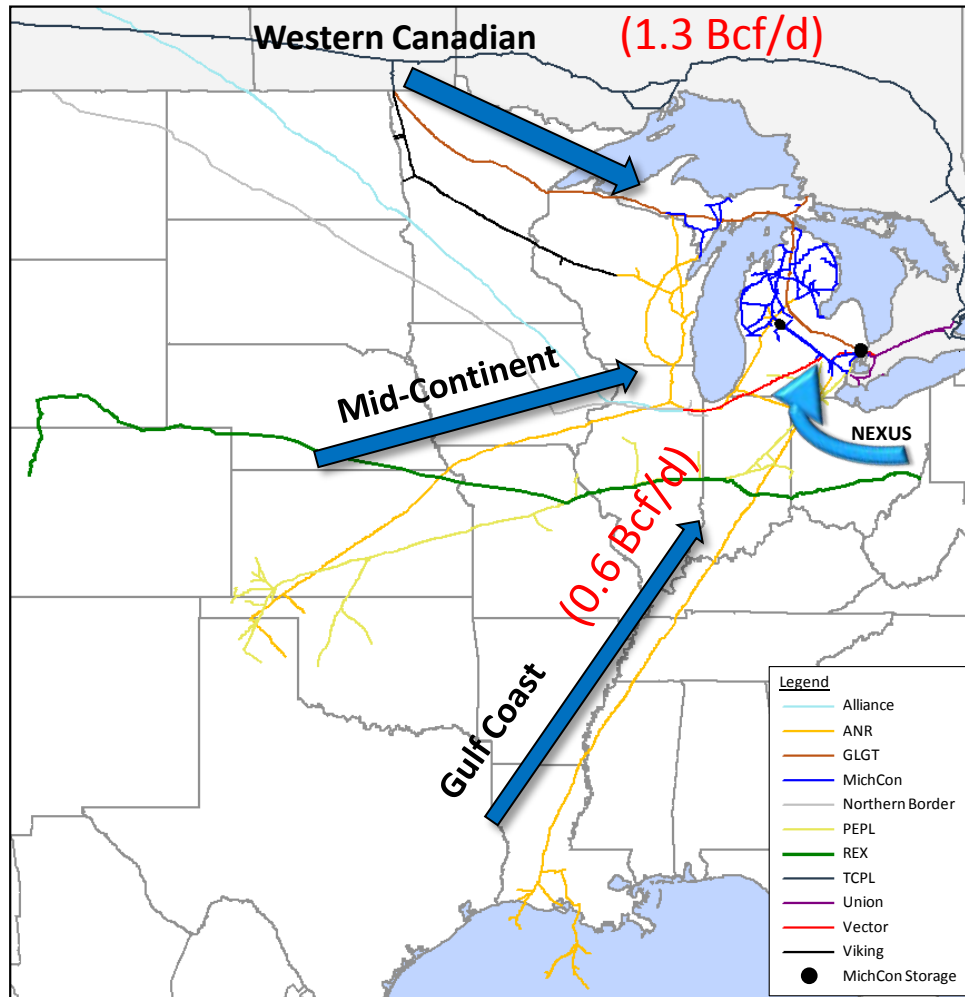 Western Canadian
(1.3 Bcf/d)
Mid-Continent
NEXUS
(0.6 Bcf/d)
Gulf Coast
Legend
Alliance
ANR
GLGT
MichCon
Northern Border
PEPL
REX
TCPL
Union
Vector
Viking
MichCon Storage